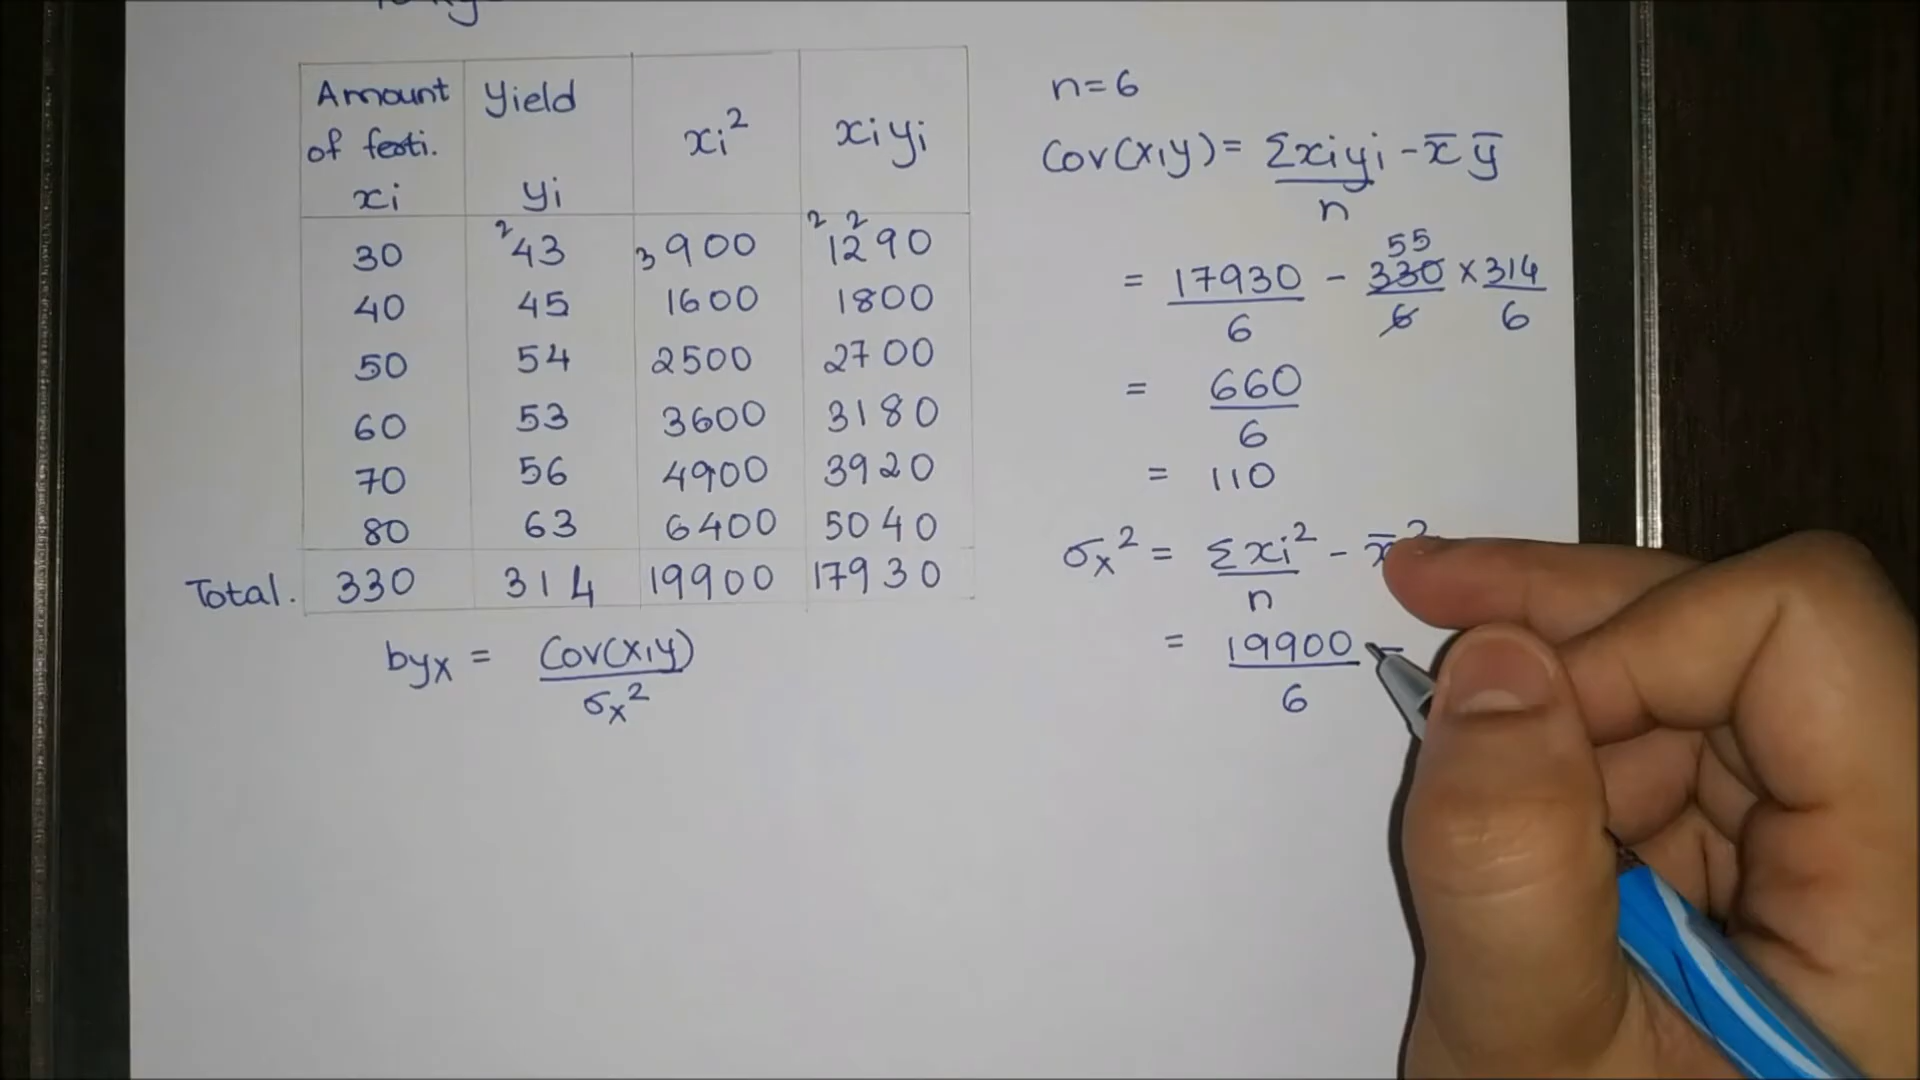 Amount of ferti. xi Yield yi xi² xiyi
30 43 900 1290
40 45 1600 1800
50 54 2500 2700
60 53 3600 3180
70 56 4900 3920
80 63 6400 5040
Total. 330 314 19900 17930
byx = Cov(x,y) / σx²
n=6
Cov(x,y) = Σxiyi / n - x̄ ȳ
= 17930 / 6 - 330 / 6 × 314 / 6
55
= 660 / 6
= 110
σx² = Σxi² / n - x̄²
= 19900 / 6 -